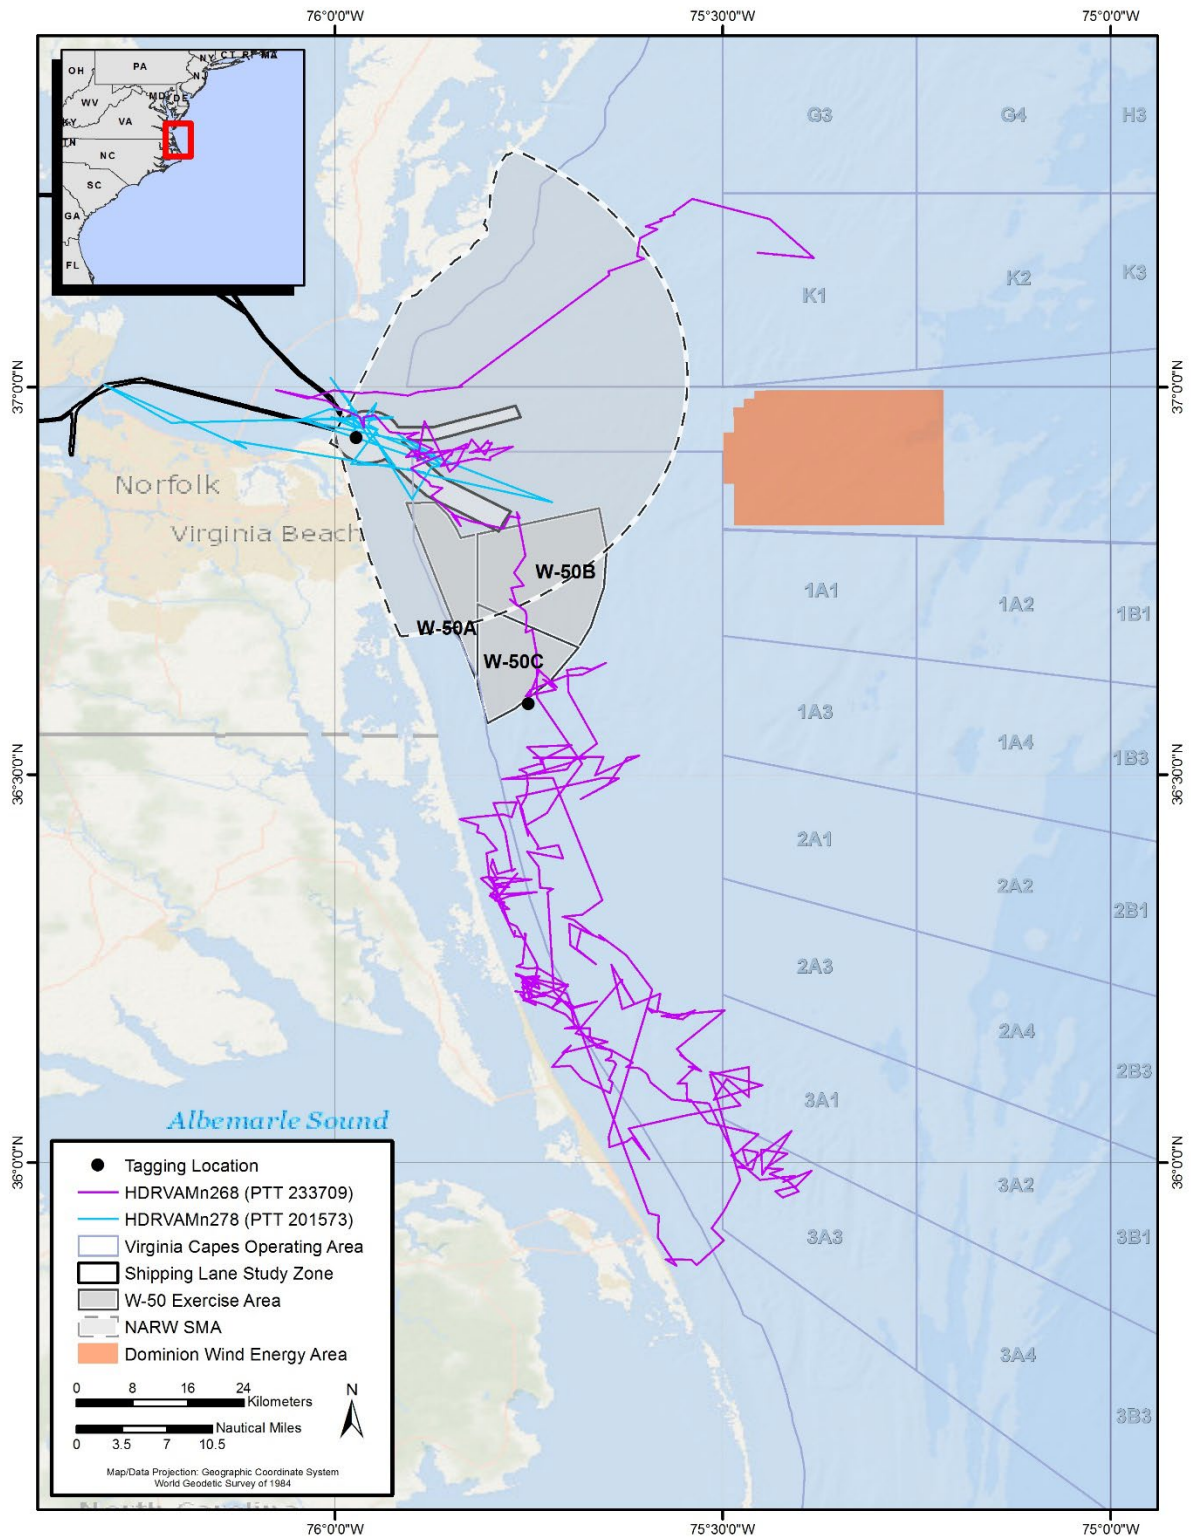 76°0'0"W
75°30'0"W
75°0'0"W
NY
CT
RI
MA
PA
OH
NJ
MD
DE
WV
VA
KY
TN
NC
SC
GA
FL
G3
G4
H3
K1
K2
K3
37°0'0"N
37°0'0"N
Norfolk
Virginia Beach
W-50B
W-50A
W-50C
1A1
1A2
1B1
1A3
1A4
1B3
36°30'0"N
36°30'0"N
2A1
2A2
2B1
2A3
2A4
2B3
3A1
36°0'0"N
36°0'0"N
3A2
3A3
3B1
3A4
3B3
Albemarle Sound
Tagging Location
HDRVAMn268 (PTT 233709)
HDRVAMn278 (PTT 201573)
Virginia Capes Operating Area
Shipping Lane Study Zone
W-50 Exercise Area
NARW SMA
Dominion Wind Energy Area
0 8 16 24
Kilometers
N
Nautical Miles
0 3.5 7 10.5
Map/Data Projection: Geographic Coordinate System
World Geodetic Survey of 1984
North Carolina
76°0'0"W
75°30'0"W
75°0'0"W